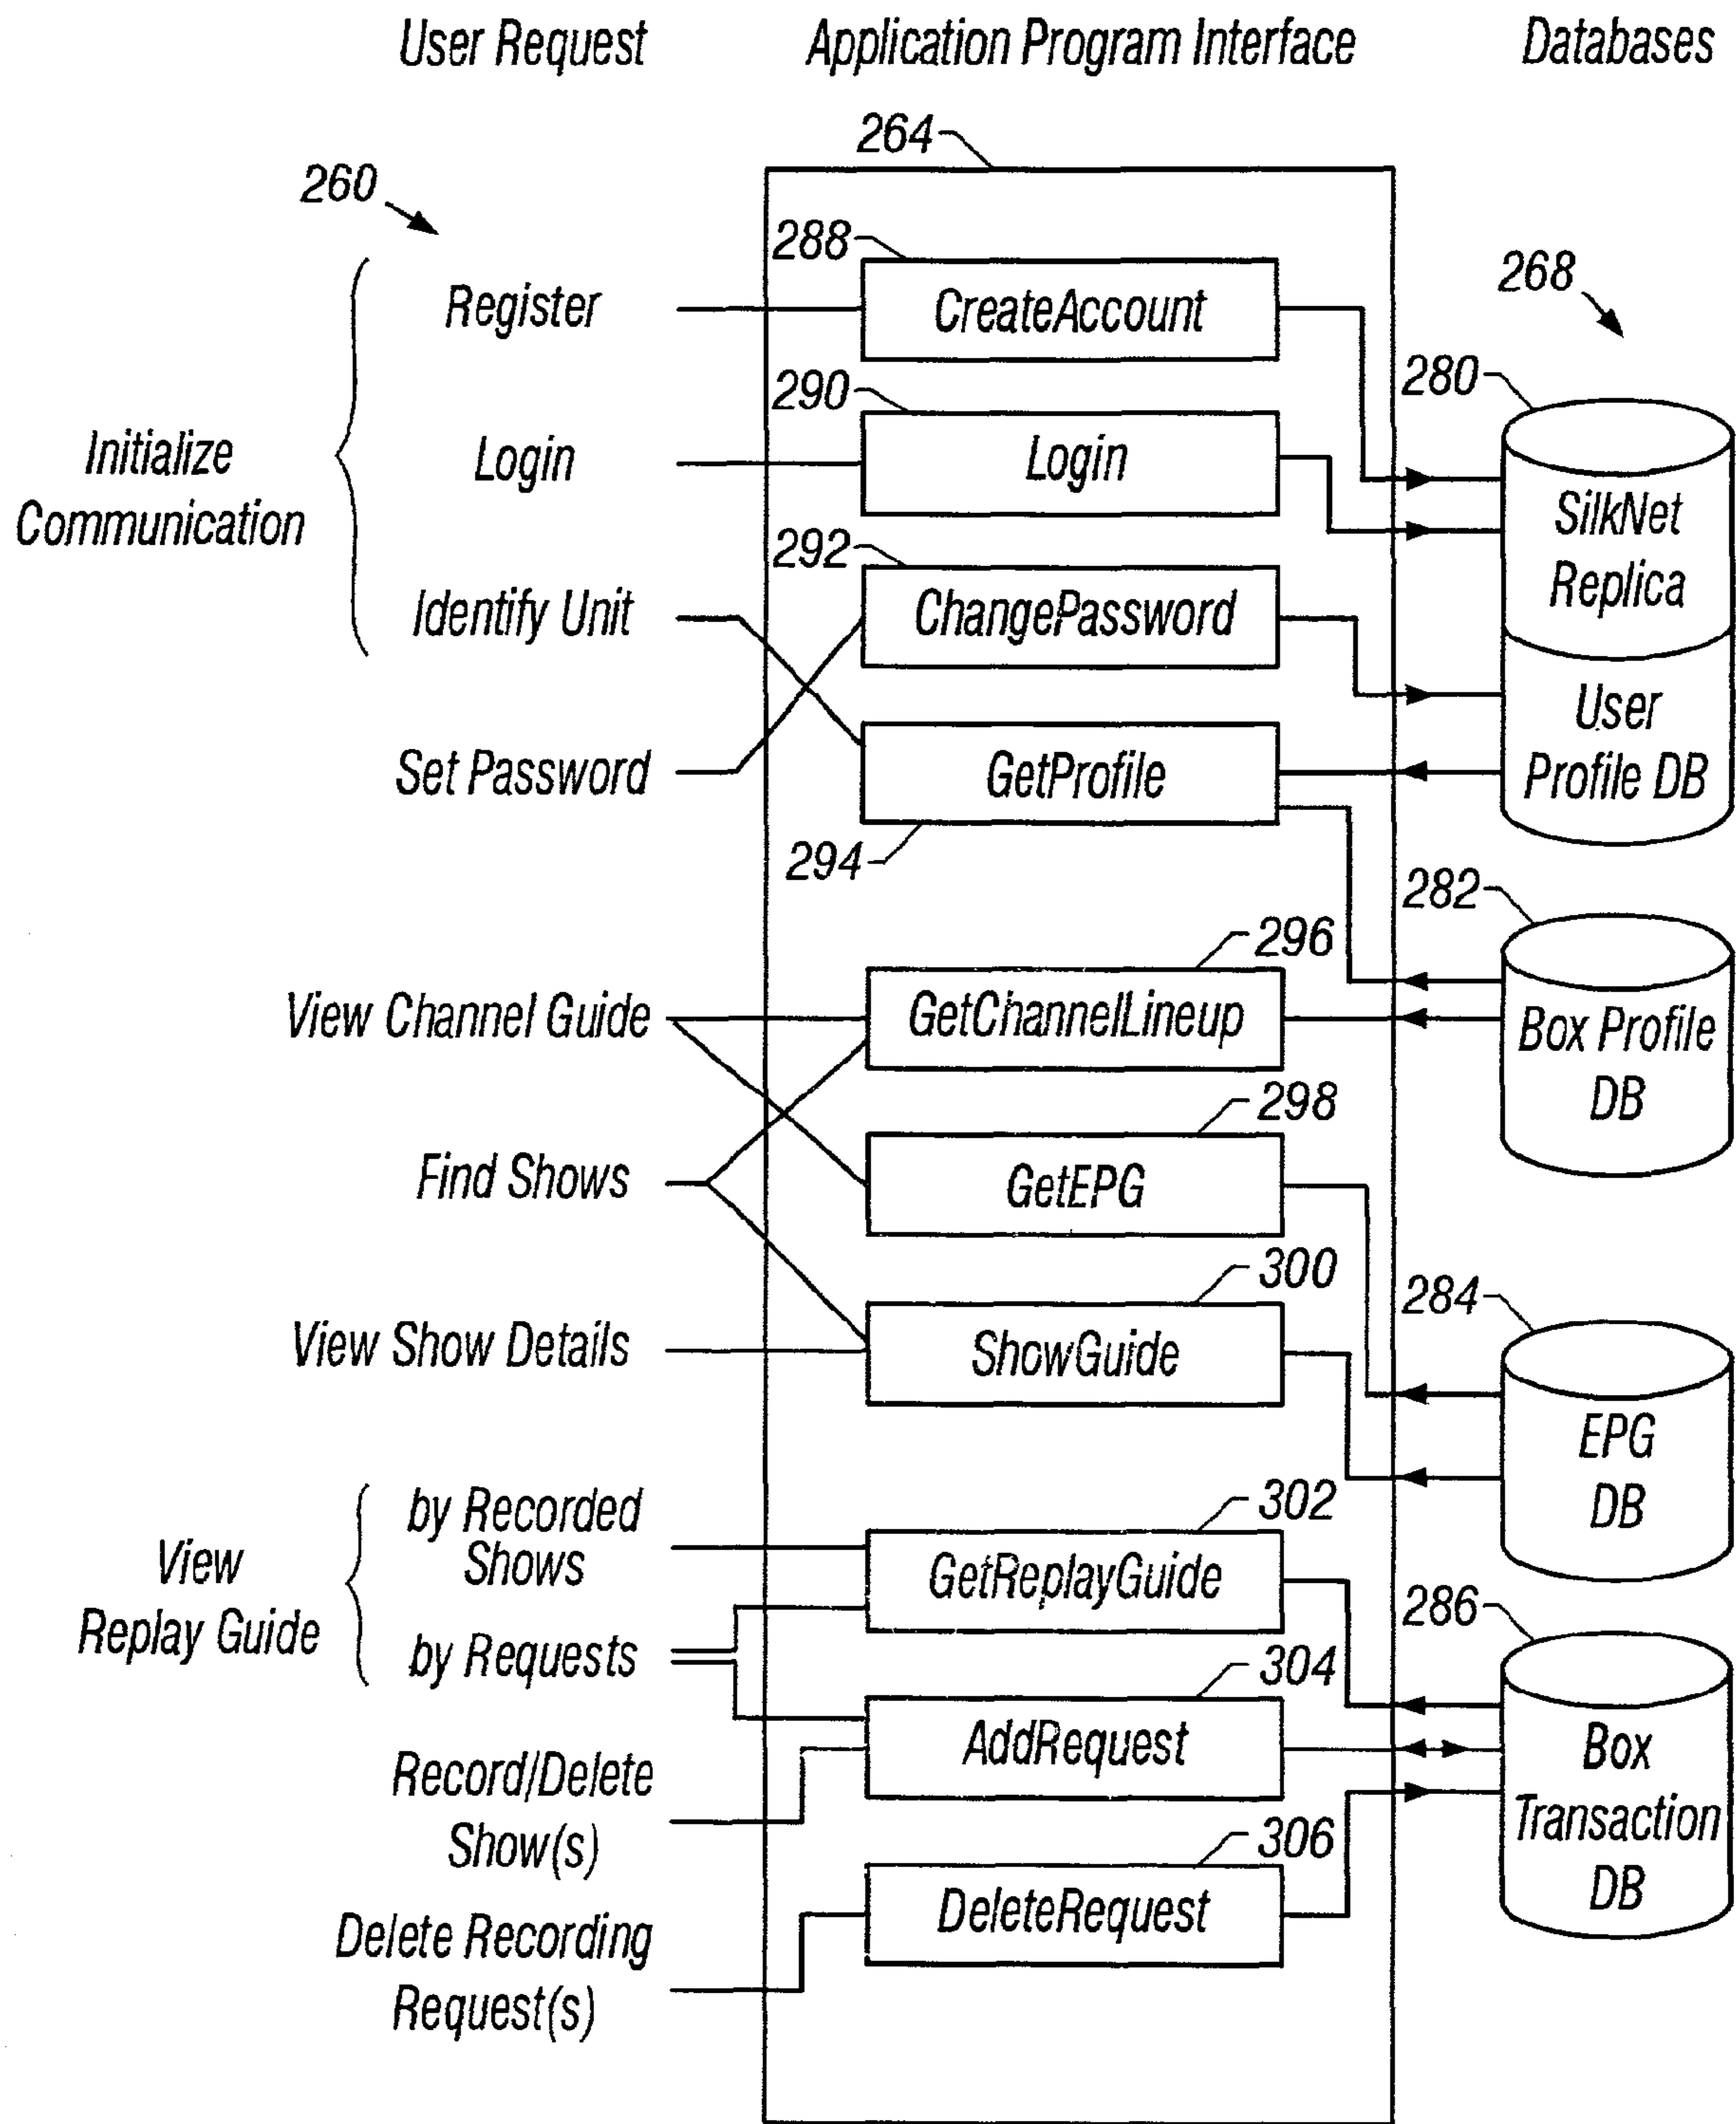 User Request
Application Program Interface
Databases
264
260
288
Register
CreateAccount
268
290
280
Initialize
Communication
Login
Login
SilkNet
Replica
292
Identify Unit
ChangePassword
User
Profile DB
Set Password
GetProfile
294
282
296
View Channel Guide
GetChannelLineup
Box Profile
DB
298
Find Shows
GetEPG
300
284
View Show Details
ShowGuide
EPG
DB
302
View
Replay Guide
by Recorded
Shows
GetReplayGuide
286
by Requests
304
AddRequest
Box
Transaction
DB
Record/Delete
Show(s)
306
Delete Recording
Request(s)
DeleteRequest